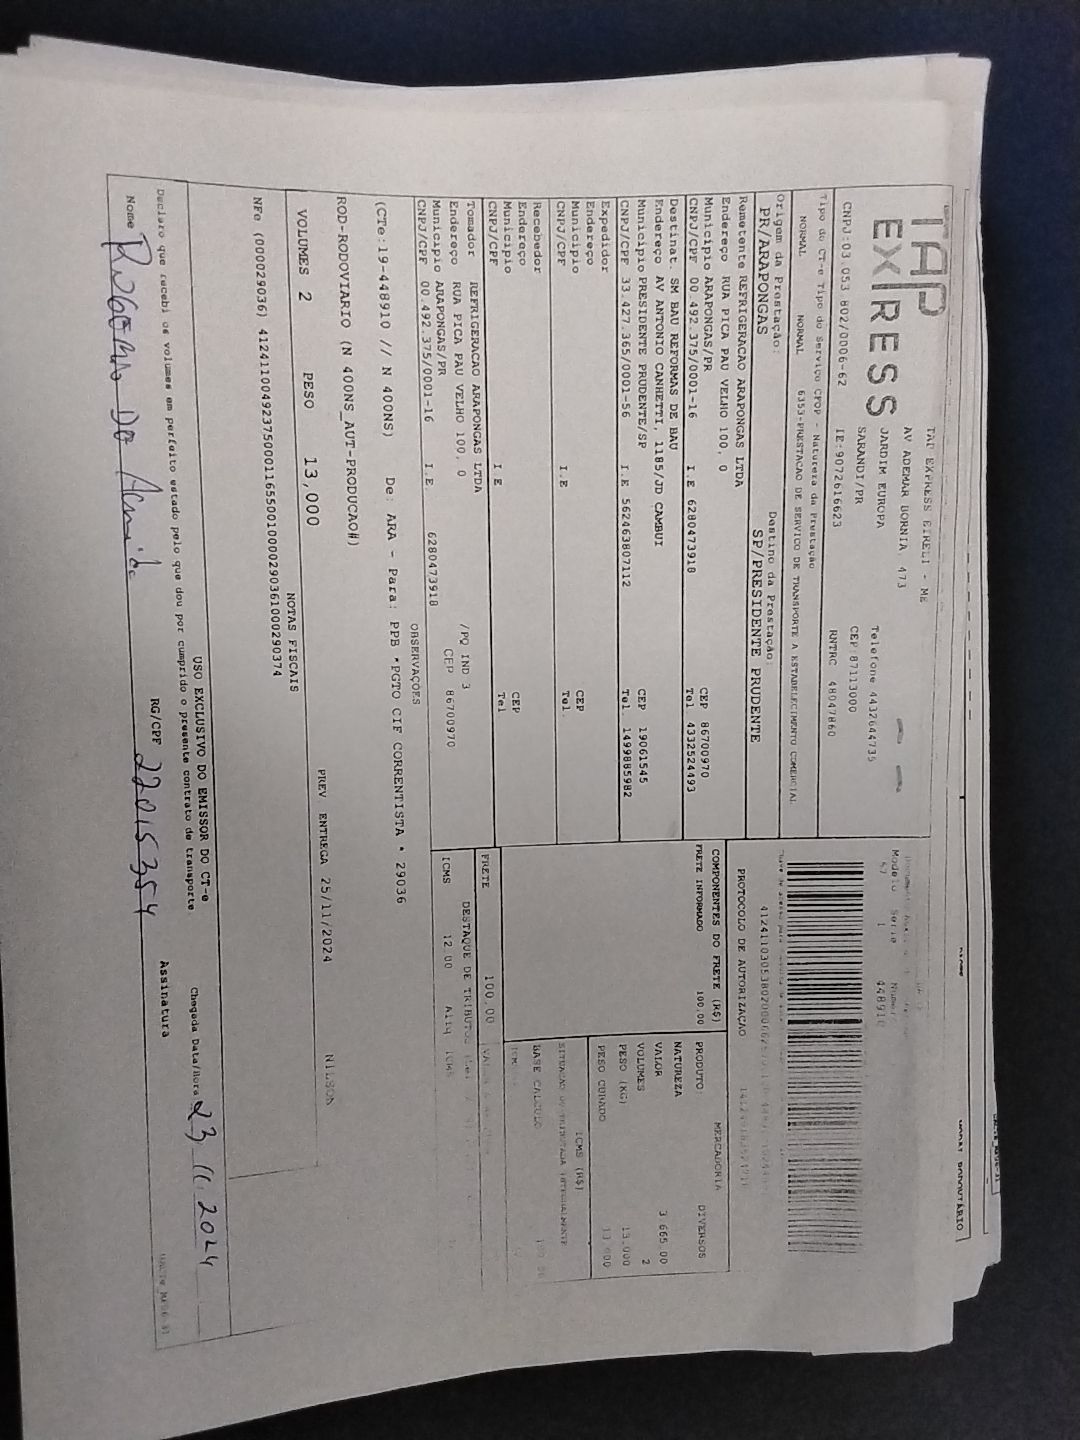 TAP
EXPRESS
TAP EXPRESS EIRELI - ME
AV ADEMAR BORNIA, 473
JARDIM EUROPA
SARANDI/PR
Telefone 4432644735
CEP:87113000
CNPJ:03.053.802/0006-62
IE:9072616623
RNTRC 48047860
Modelo Serie Numero
57 1 448910
Tipo do CT-e Tipo do Serviço CFOP - Natureza da Prestação
NORMAL NORMAL 6353-PRESTACAO DE SERVICO DE TRANSPORTE A ESTABELECIMENTO COMERCIAL
Origem da Prestação: Destino da Prestação:
PR/ARAPONGAS SP/PRESIDENTE PRUDENTE
PROTOCOLO DE AUTORIZAÇAO
Remetente REFRIGERACAO ARAPONGAS LTDA
Endereço RUA PICA PAU VELHO 100, 0
Municipio ARAPONGAS/PR CEP 86700970
CNPJ/CPF 00.492.375/0001-16 I.E 6280473918 Tel 4332524493
Destinat. SM BAU REFORMAS DE BAU
Endereço AV ANTONIO CANHETTI, 1185/JD CAMBUI
Municipio PRESIDENTE PRUDENTE/SP CEP 19061545
CNPJ/CPF 33.427.365/0001-56 I.E 562463807112 Tel. 1499885982
Expedidor
Endereço
Municipio CEP
CNPJ/CPF I.E Tel.
Recebedor
Endereço
Municipio CEP
CNPJ/CPF I.E Tel
Tomador REFRIGERACAO ARAPONGAS LTDA
Endereço RUA PICA PAU VELHO 100, 0 /PQ IND 3
Municipio ARAPONGAS/PR CEP 86700970
CNPJ/CPF 00.492.375/0001-16 I.E. 6280473918
COMPONENTES DO FRETE (R$)
FRETE INFORMADO 100,00
PRODUTO: MERCADORIA DIVERSOS
NATUREZA
VALOR 3.665,00
VOLUMES 2
PESO (KG) 13,000
PESO CUBADO 13,000
ICMS (R$)
BASE CALCULO
FRETE 100,00
DESTAQUE DE TRIBUTOS
ICMS 12,00 Aliq ICMS
OBSERVAÇOES
(CTe:19-448910 // N 400NS) De: ARA - Para: PPB *PGTO CIF CORRENTISTA * 29036
ROD-RODOVIARIO (N 400NS_AUT-PRODUCAO#)
VOLUMES 2 PESO 13,000 PREV ENTREGA 25/11/2024 NILSON
NOTAS FISCAIS
NFe (000029036) 41241100492375000116550010000290361000290374
USO EXCLUSIVO DO EMISSOR DO CT-e
Declaro que recebi os volumes em perfeito estado pelo que dou por cumprido o presente contrato de transporte
Chegada Data/Hora 23 11. 2024
Nome RG/CPF 22015354 Assinatura